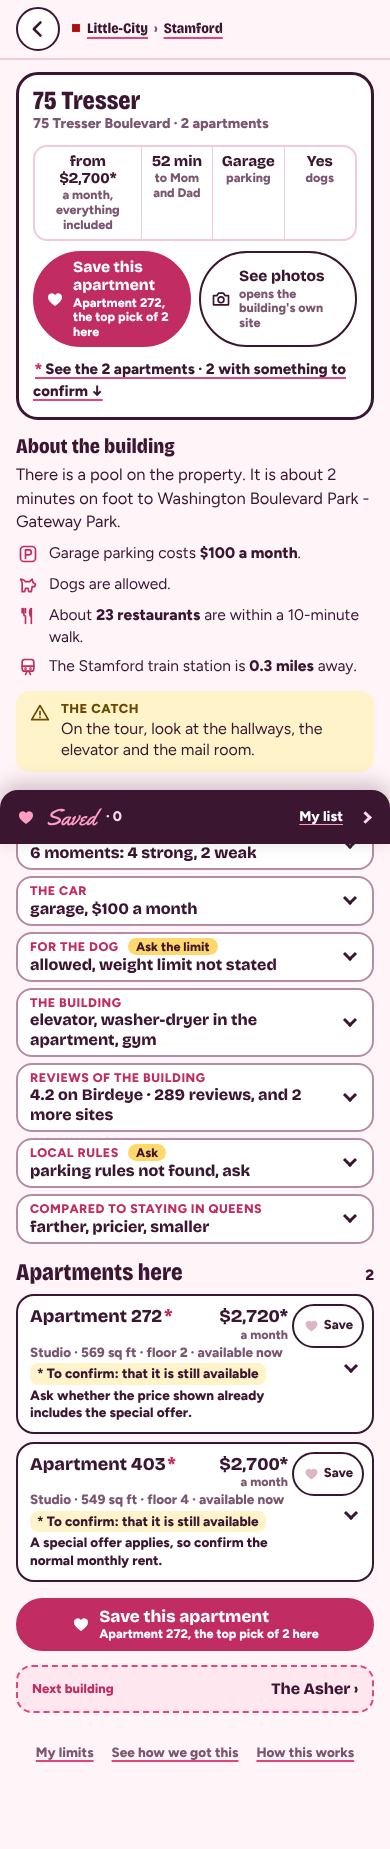 Little-City › Stamford
75 Tresser
75 Tresser Boulevard · 2 apartments
from
$2,700*
a month,
everything
included
52 min
to Mom
and Dad
Garage
parking
Yes
dogs
Save this
apartment
Apartment 272,
the top pick of 2
here
See photos
opens the
building's own
site
* See the 2 apartments · 2 with something to
confirm ↓
About the building
There is a pool on the property. It is about 2
minutes on foot to Washington Boulevard Park -
Gateway Park.
P
Garage parking costs $100 a month.
Dogs are allowed.
About 23 restaurants are within a 10-minute
walk.
The Stamford train station is 0.3 miles away.
THE CATCH
On the tour, look at the hallways, the
elevator and the mail room.
Saved · 0
My list
6 moments: 4 strong, 2 weak
THE CAR
garage, $100 a month
FOR THE DOG Ask the limit
allowed, weight limit not stated
THE BUILDING
elevator, washer-dryer in the
apartment, gym
REVIEWS OF THE BUILDING
4.2 on Birdeye · 289 reviews, and 2
more sites
LOCAL RULES Ask
parking rules not found, ask
COMPARED TO STAYING IN QUEENS
farther, pricier, smaller
Apartments here 2
Apartment 272* $2,720*
a month
Save
Studio · 569 sq ft · floor 2 · available now
* To confirm: that it is still available
Ask whether the price shown already
includes the special offer.
Apartment 403* $2,700*
a month
Save
Studio · 549 sq ft · floor 4 · available now
* To confirm: that it is still available
A special offer applies, so confirm the
normal monthly rent.
Save this apartment
Apartment 272, the top pick of 2 here
Next building The Asher ›
My limits See how we got this How this works